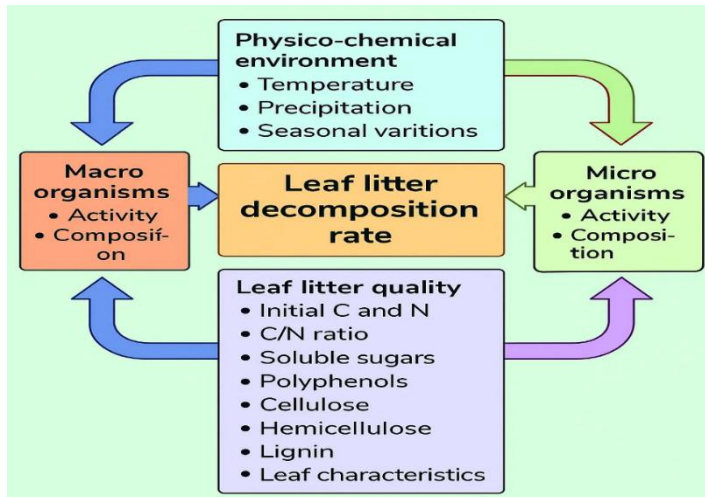 Physico-chemical
environment
• Temperature
• Precipitation
• Seasonal varitions
Macro
organisms
• Activity
• Composif-
on
Leaf litter
decomposition
rate
Micro
organisms
• Activity
• Composi-
tion
Leaf litter quality
• Initial C and N
• C/N ratio
• Soluble sugars
• Polyphenols
• Cellulose
• Hemicellulose
• Lignin
• Leaf characteristics